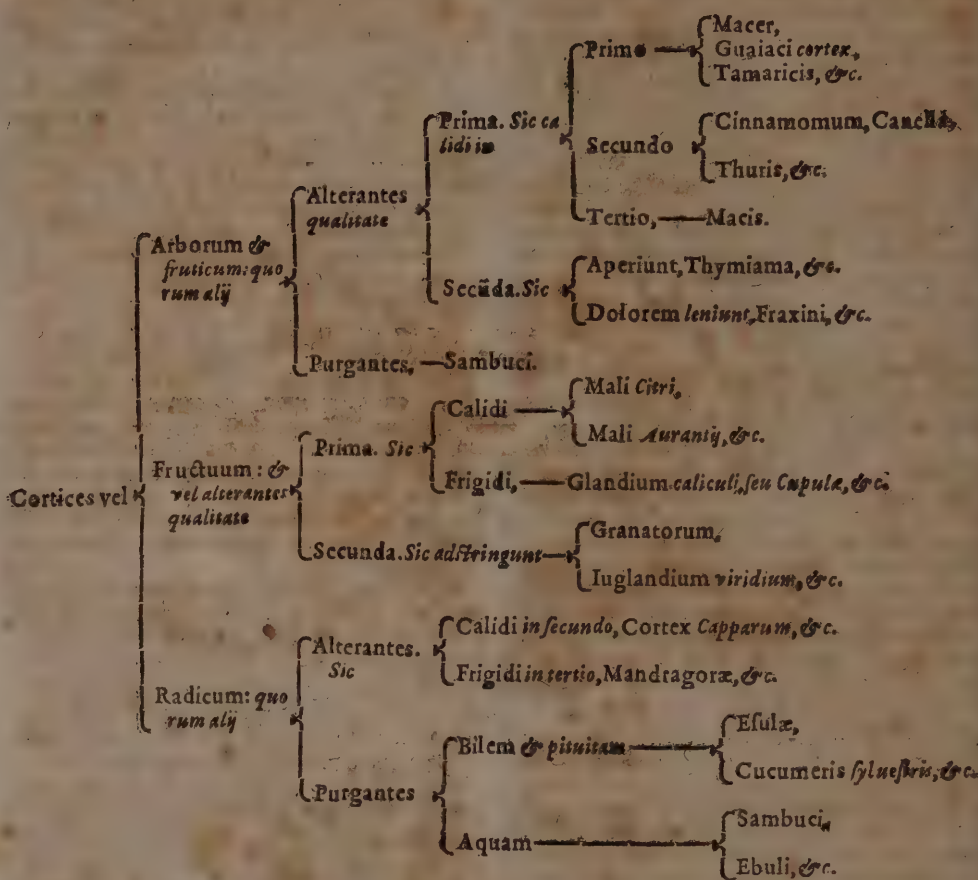 Cortices vel
Arborum &
fruticum: quo
rum alij
Alterantes
qualitate
Prima. Sic ca
lidi in
Primo
Macer,
Guaiaci cortex,
Tamaricis, &c.
Secundo
Cinnamomum, Canella,
Thuris, &c.
Tertio, Macis.
Secūda. Sic
Aperiunt, Thymiama, &c.
Dolorem leniunt, Fraxini, &c.
Purgantes, Sambuci.
Fructuum: &
vel alterantes
qualitate
Prima. Sic
Calidi
Mali Citri,
Mali Aurantij, &c.
Frigidi, Glandium caliculi, seu Cupulæ, &c.
Secunda. Sic adstringunt
Granatorum,
Iuglandium viridium, &c.
Radicum: quo
rum alij
Alterantes.
Sic
Calidi in secundo, Cortex Capparum, &c.
Frigidi in tertio, Mandragoræ, &c.
Purgantes
Bilem & pituitam
Esulæ,
Cucumeris sylvestris, &c.
Aquam
Sambuci,
Ebuli, &c.